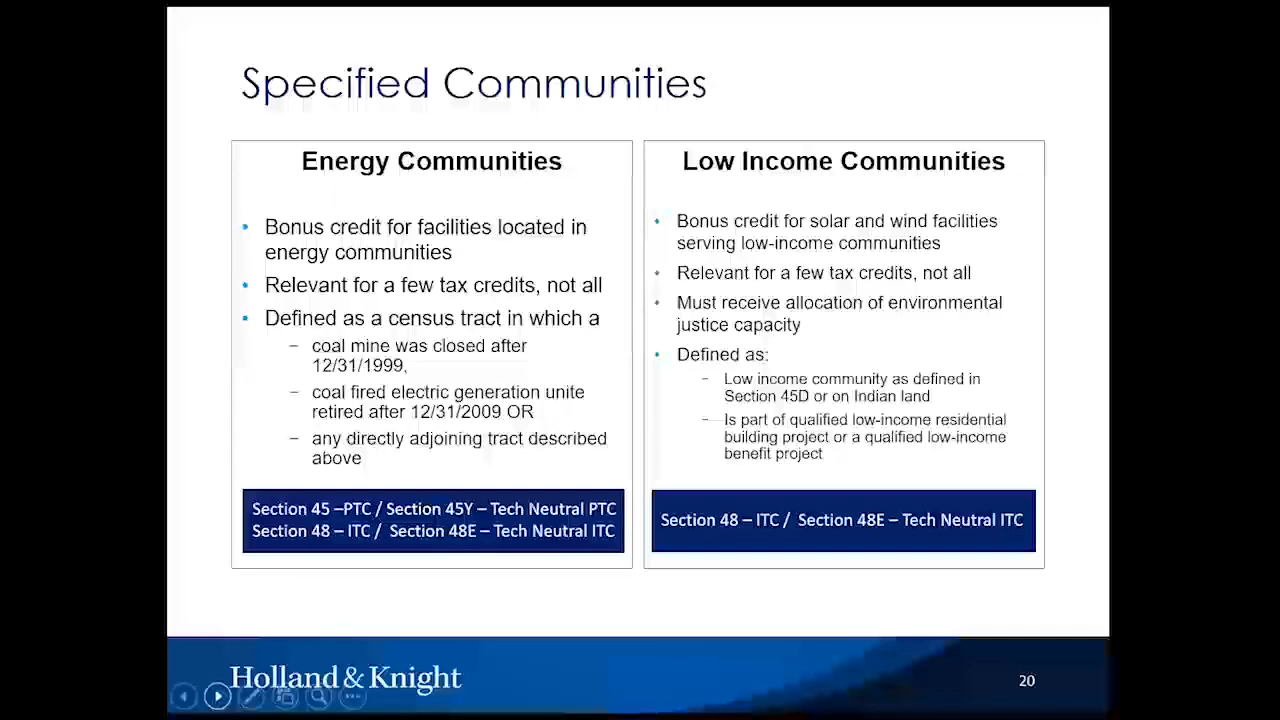 Specified Communities
Energy Communities
• Bonus credit for facilities located in
energy communities
• Relevant for a few tax credits, not all
• Defined as a census tract in which a
– coal mine was closed after
12/31/1999,
– coal fired electric generation unite
retired after 12/31/2009 OR
– any directly adjoining tract described
above
Section 45 –PTC / Section 45Y – Tech Neutral PTC
Section 48 – ITC / Section 48E – Tech Neutral ITC
Low Income Communities
• Bonus credit for solar and wind facilities
serving low-income communities
• Relevant for a few tax credits, not all
• Must receive allocation of environmental
justice capacity
• Defined as:
– Low income community as defined in
Section 45D or on Indian land
– Is part of qualified low-income residential
building project or a qualified low-income
benefit project
Section 48 – ITC / Section 48E – Tech Neutral ITC
Holland & Knight
20